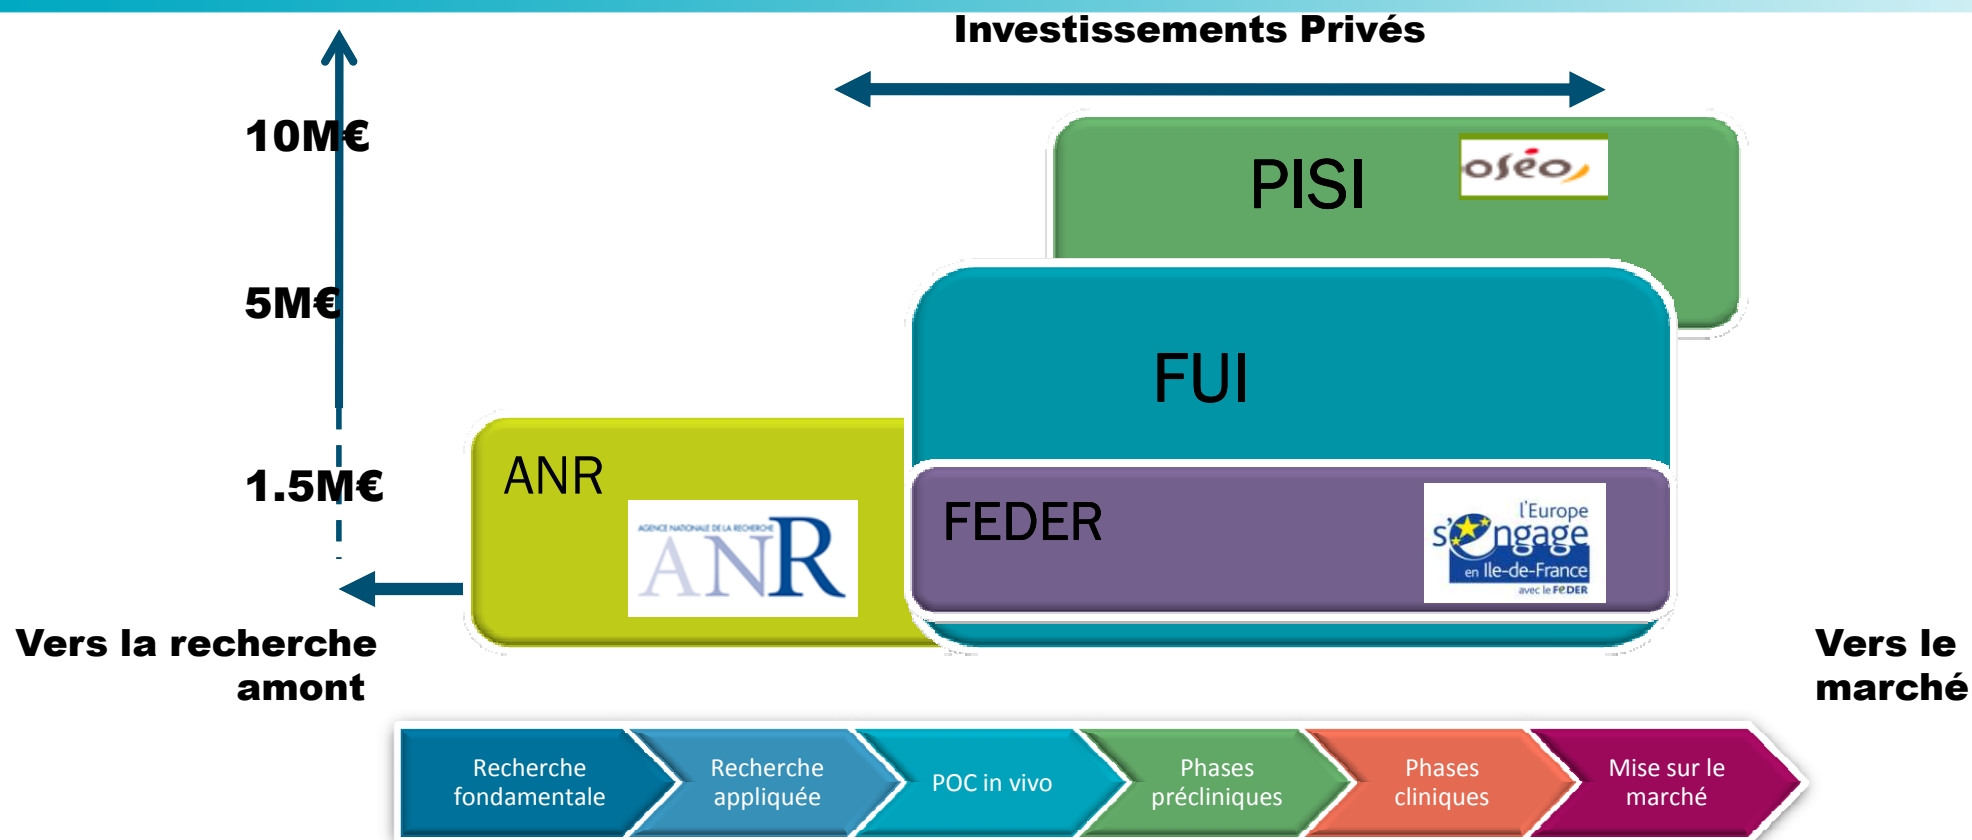 Investissements Privés
10M€
PISI
oséo
5M€
FUI
ANR
1.5M€
AGENCE NATIONALE DE LA RECHERCHE
ANR
FEDER
l'Europe
s'engage
en Ile-de-France
avec le FEDER
Vers la recherche
amont
Vers le
marché
Recherche
fondamentale
Recherche
appliquée
POC in vivo
Phases
précliniques
Phases
cliniques
Mise sur le
marché